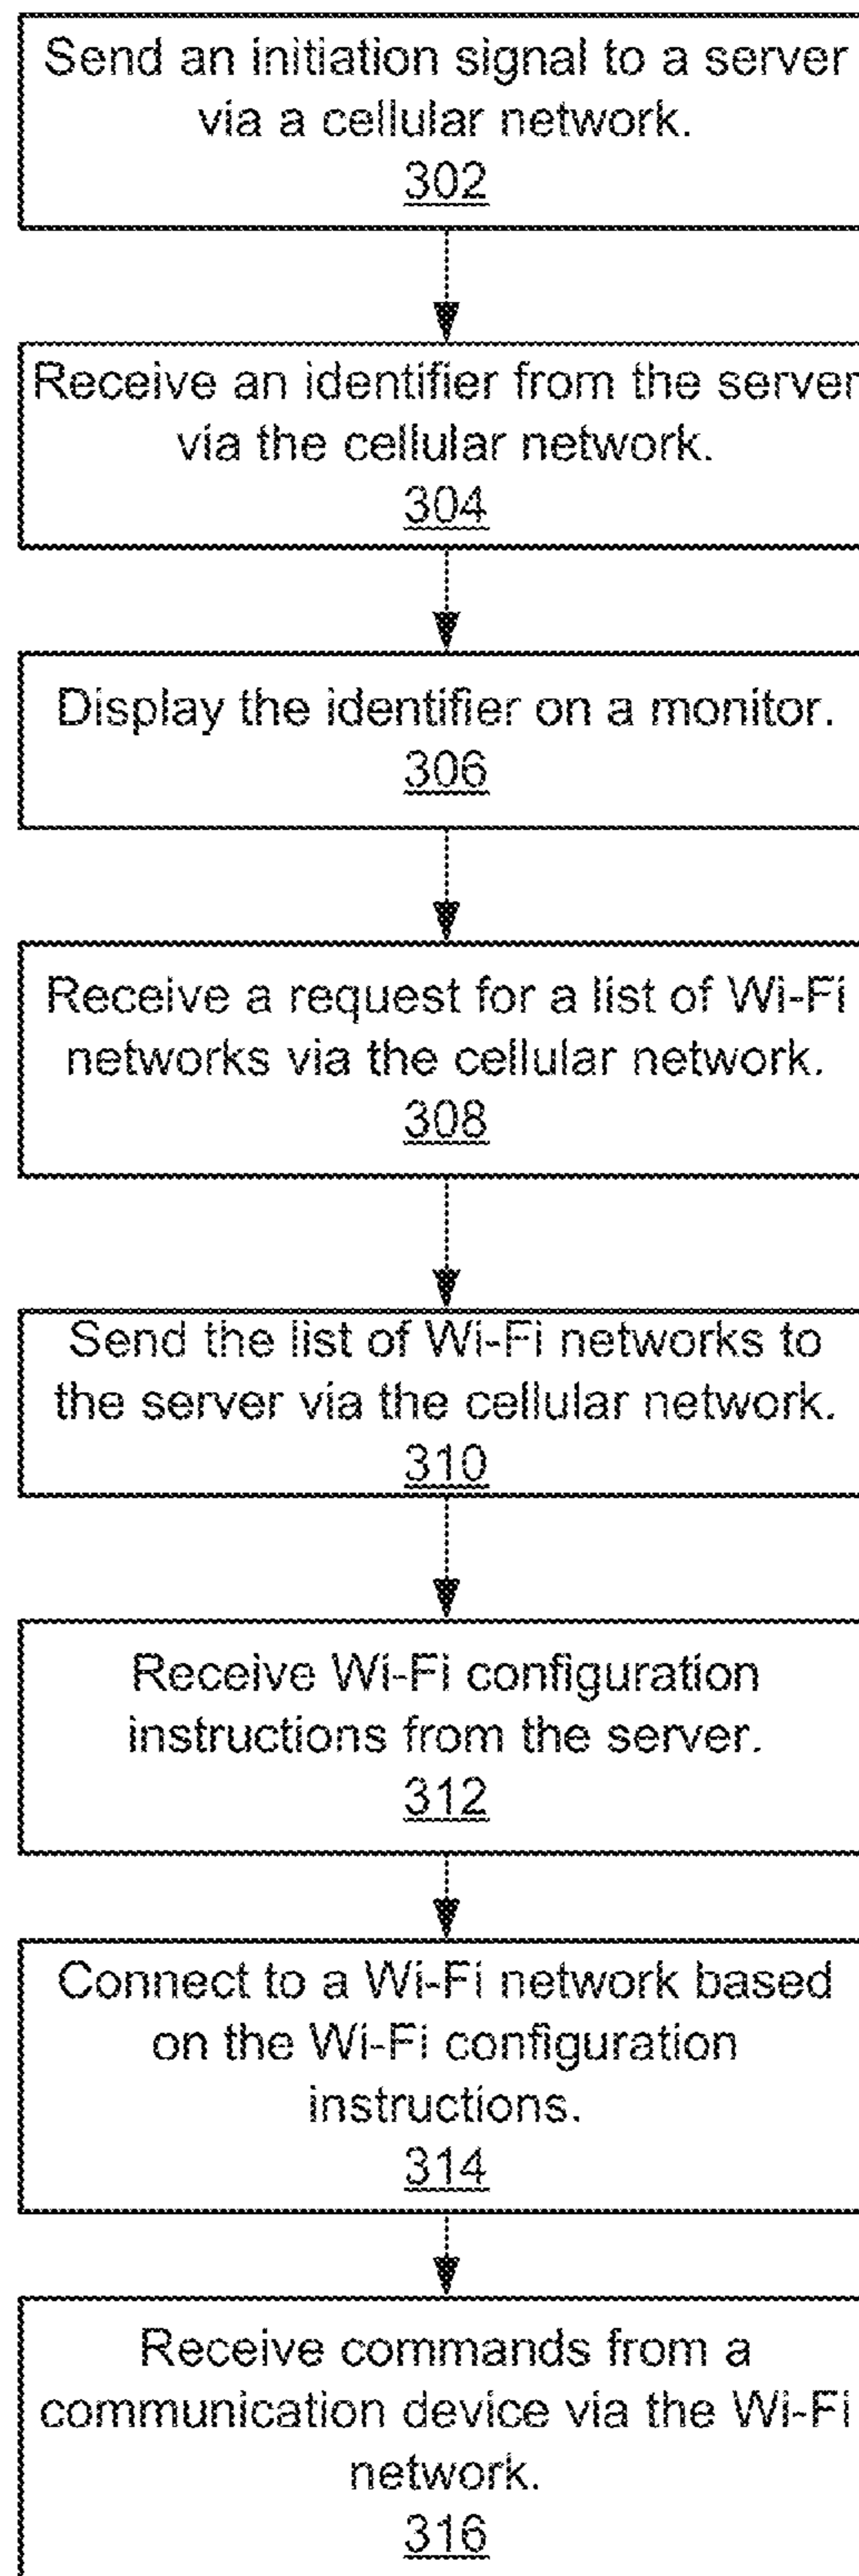 Send an initiation signal to a server
via a cellular network.
302
Receive an identifier from the server
via the cellular network.
304
Display the identifier on a monitor.
306
Receive a request for a list of Wi-Fi
networks via the cellular network.
308
Send the list of Wi-Fi networks to
the server via the cellular network.
310
Receive Wi-Fi configuration
instructions from the server.
312
Connect to a Wi-Fi network based
on the Wi-Fi configuration
instructions.
314
Receive commands from a
communication device via the Wi-Fi
network.
316